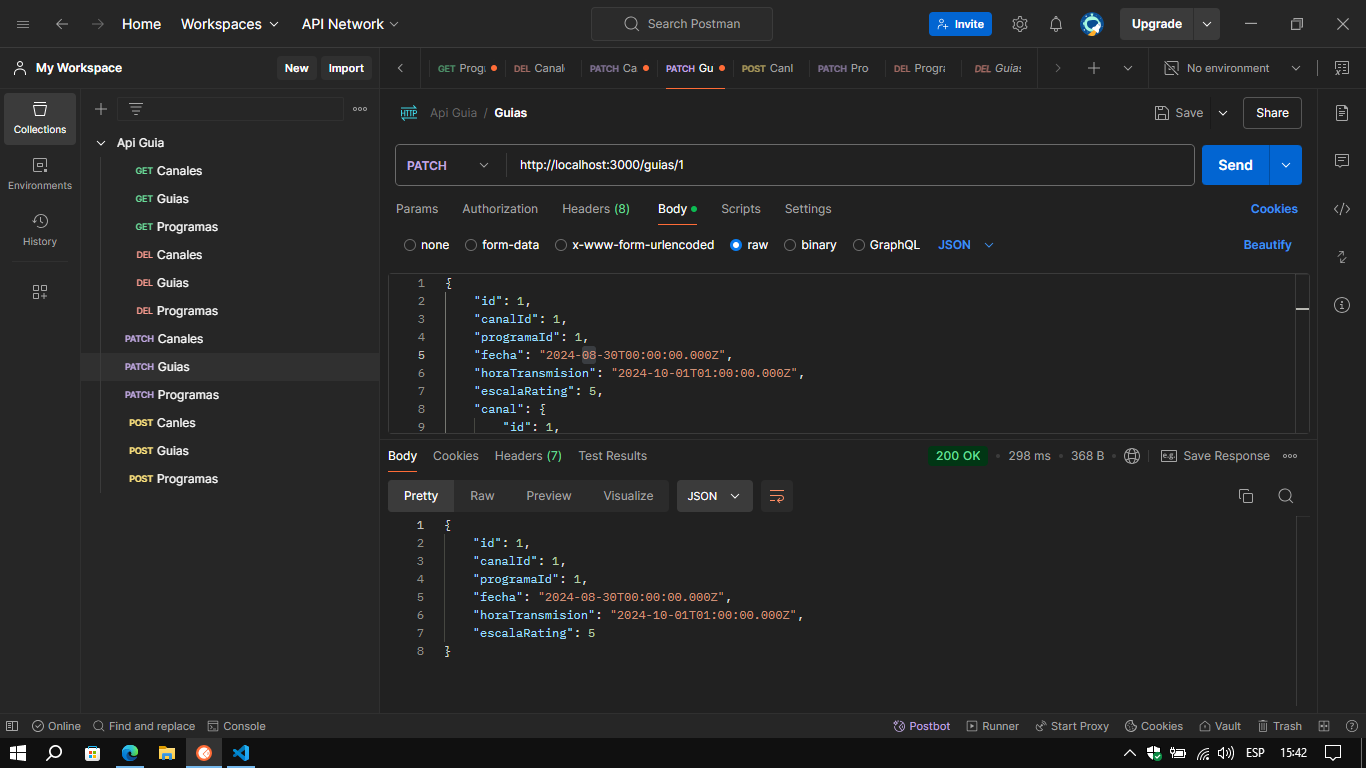 Home Workspaces API Network Search Postman Invite Upgrade
My Workspace New Import GET Prog DEL Canal PATCH Ca PATCH Gu POST Canl PATCH Pro DEL Progr DEL Guias No environment
Collections
Environments
History
Api Guia
GET Canales
GET Guias
GET Programas
DEL Canales
DEL Guias
DEL Programas
PATCH Canales
PATCH Guias
PATCH Programas
POST Canles
POST Guias
POST Programas
HTTP Api Guia / Guias Save Share
PATCH http://localhost:3000/guias/1 Send
Params Authorization Headers (8) Body Scripts Settings Cookies
none form-data x-www-form-urlencoded raw binary GraphQL JSON Beautify
1 {
2 "id": 1,
3 "canalId": 1,
4 "programaId": 1,
5 "fecha": "2024-08-30T00:00:00.000Z",
6 "horaTransmision": "2024-10-01T01:00:00.000Z",
7 "escalaRating": 5,
8 "canal": {
9 "id": 1,
Body Cookies Headers (7) Test Results 200 OK 298 ms 368 B e.g. Save Response
Pretty Raw Preview Visualize JSON
1 {
2 "id": 1,
3 "canalId": 1,
4 "programaId": 1,
5 "fecha": "2024-08-30T00:00:00.000Z",
6 "horaTransmision": "2024-10-01T01:00:00.000Z",
7 "escalaRating": 5
8 }
Online Find and replace Console Postbot Runner Start Proxy Cookies Vault Trash
ESP 15:42